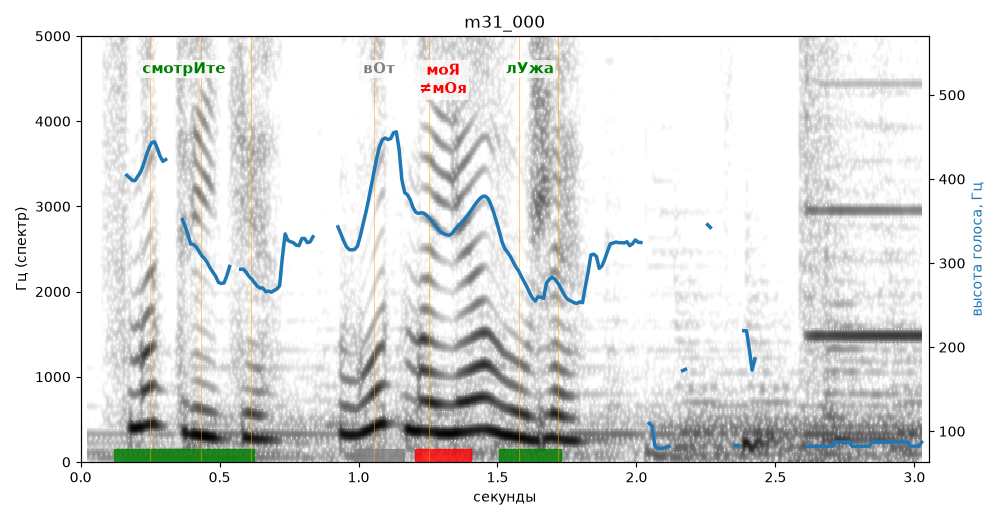 m31_000
5000
4000
3000
2000
1000
0
Гц (спектр)
смотрИте
вОт
моЯ
≠мОя
лУжа
500
400
300
200
100
высота голоса, Гц
0.0 0.5 1.0 1.5 2.0 2.5 3.0
секунды